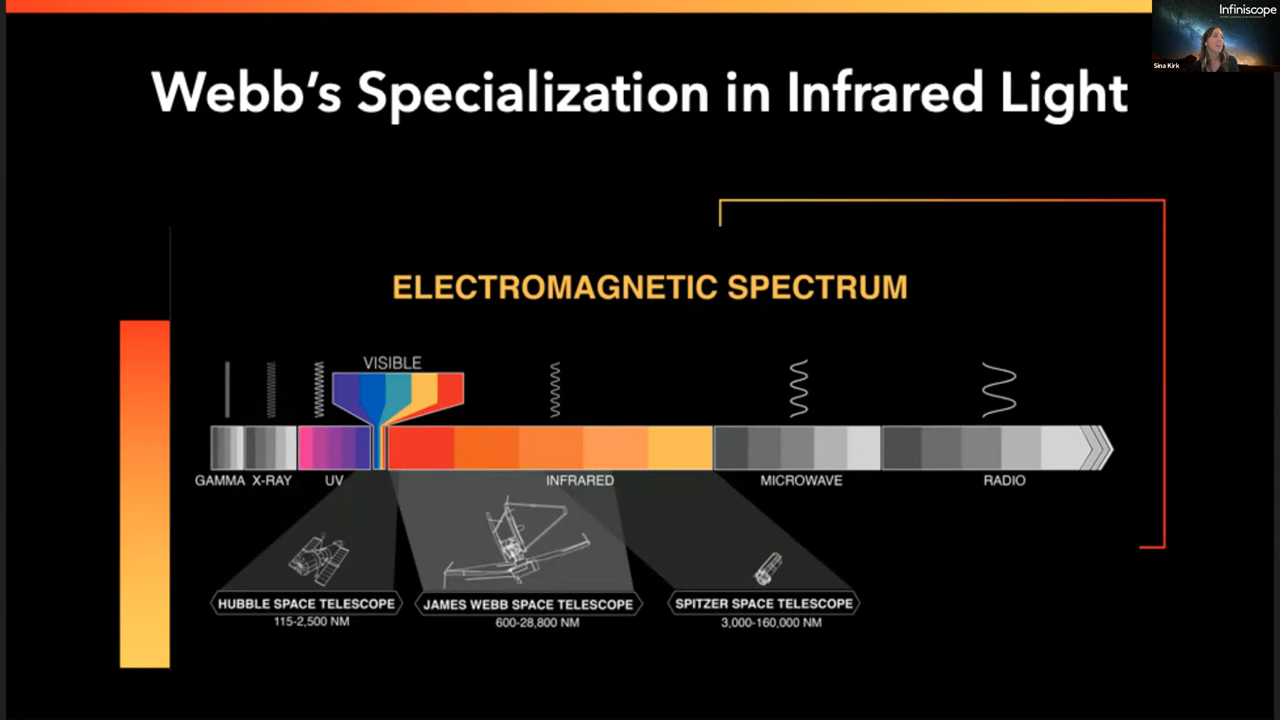 Infiniscope
Sina Kirk
Webb's Specialization in Infrared Light
ELECTROMAGNETIC SPECTRUM
VISIBLE
GAMMA X-RAY UV INFRARED MICROWAVE RADIO
HUBBLE SPACE TELESCOPE
115-2,500 NM
JAMES WEBB SPACE TELESCOPE
600-28,800 NM
SPITZER SPACE TELESCOPE
3,000-160,000 NM